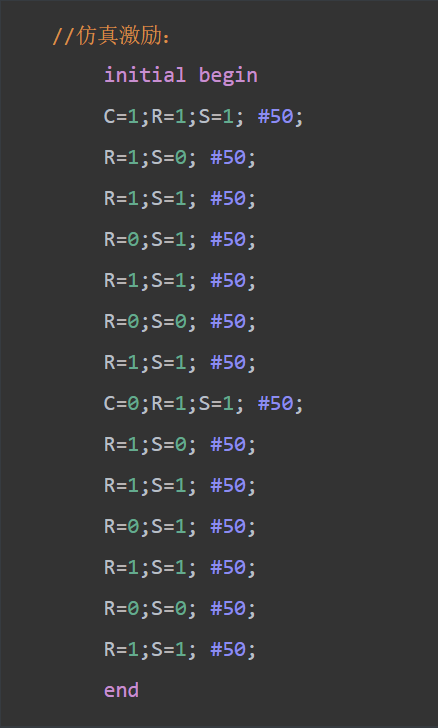 //仿真激励：
initial begin
C=1;R=1;S=1; #50;
R=1;S=0; #50;
R=1;S=1; #50;
R=0;S=1; #50;
R=1;S=1; #50;
R=0;S=0; #50;
R=1;S=1; #50;
C=0;R=1;S=1; #50;
R=1;S=0; #50;
R=1;S=1; #50;
R=0;S=1; #50;
R=1;S=1; #50;
R=0;S=0; #50;
R=1;S=1; #50;
end